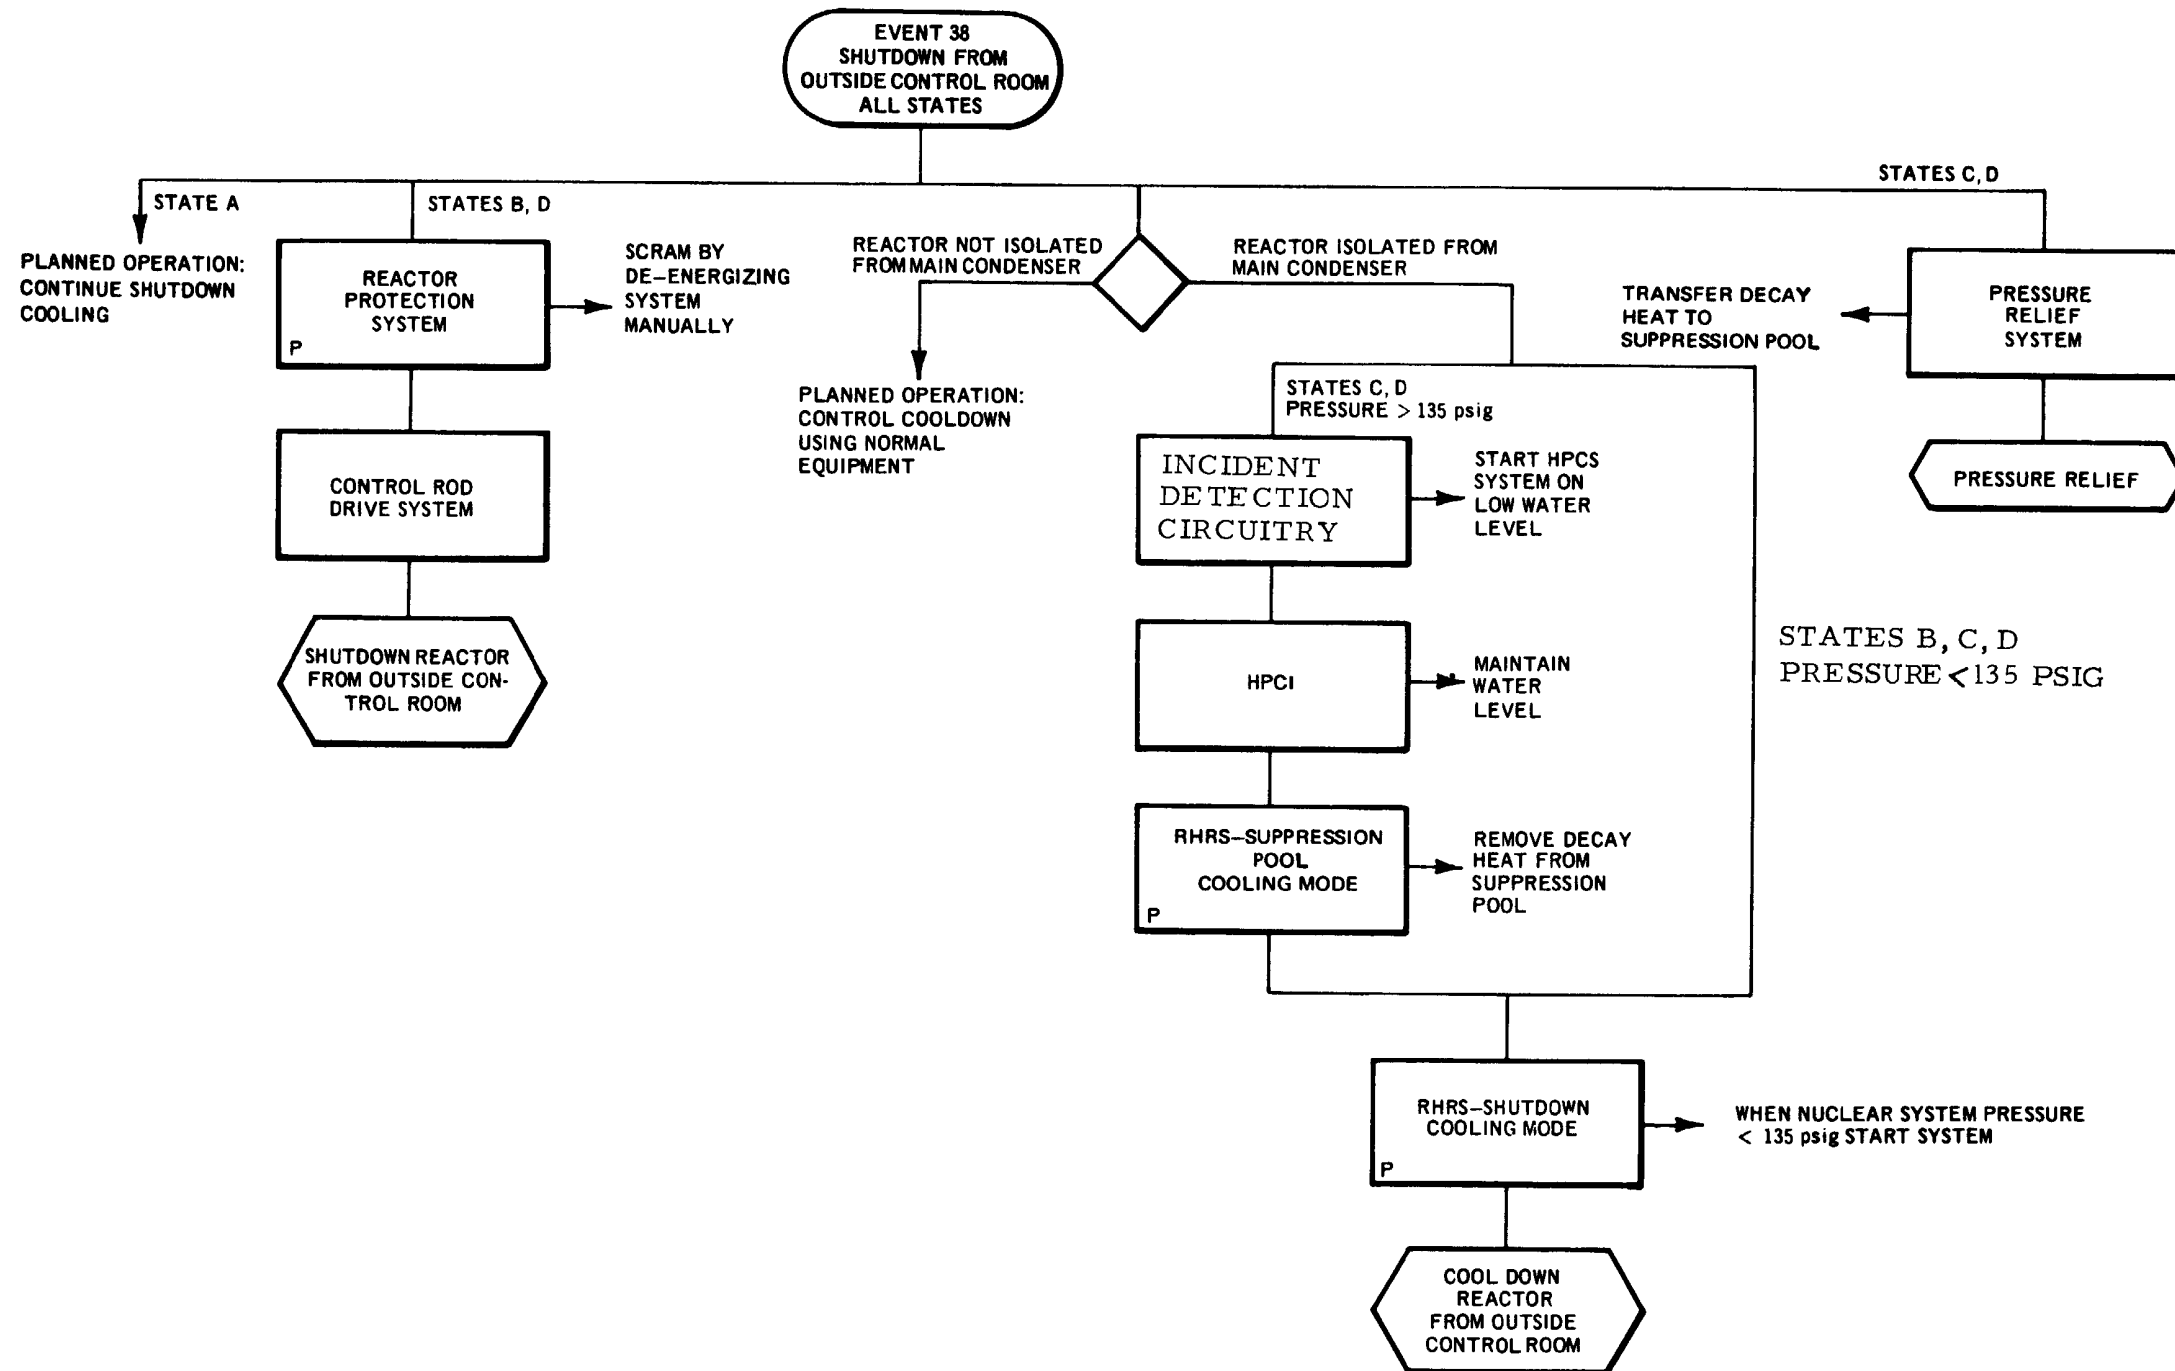 EVENT 38
SHUTDOWN FROM
OUTSIDE CONTROL ROOM
ALL STATES
STATE A
PLANNED OPERATION:
CONTINUE SHUTDOWN
COOLING
STATES B, D
REACTOR
PROTECTION
SYSTEM
P
SCRAM BY
DE-ENERGIZING
SYSTEM
MANUALLY
CONTROL ROD
DRIVE SYSTEM
SHUTDOWN REACTOR
FROM OUTSIDE CON-
TROL ROOM
REACTOR NOT ISOLATED
FROM MAIN CONDENSER
PLANNED OPERATION:
CONTROL COOLDOWN
USING NORMAL
EQUIPMENT
REACTOR ISOLATED FROM
MAIN CONDENSER
STATES C, D
PRESSURE > 135 psig
INCIDENT
DETECTION
CIRCUITRY
START HPCS
SYSTEM ON
LOW WATER
LEVEL
HPCI
MAINTAIN
WATER
LEVEL
RHRS-SUPPRESSION
POOL
COOLING MODE
P
REMOVE DECAY
HEAT FROM
SUPPRESSION
POOL
STATES B, C, D
PRESSURE < 135 PSIG
RHRS-SHUTDOWN
COOLING MODE
P
WHEN NUCLEAR SYSTEM PRESSURE
< 135 psig START SYSTEM
COOL DOWN
REACTOR
FROM OUTSIDE
CONTROL ROOM
STATES C, D
PRESSURE
RELIEF
SYSTEM
TRANSFER DECAY
HEAT TO
SUPPRESSION POOL
PRESSURE RELIEF